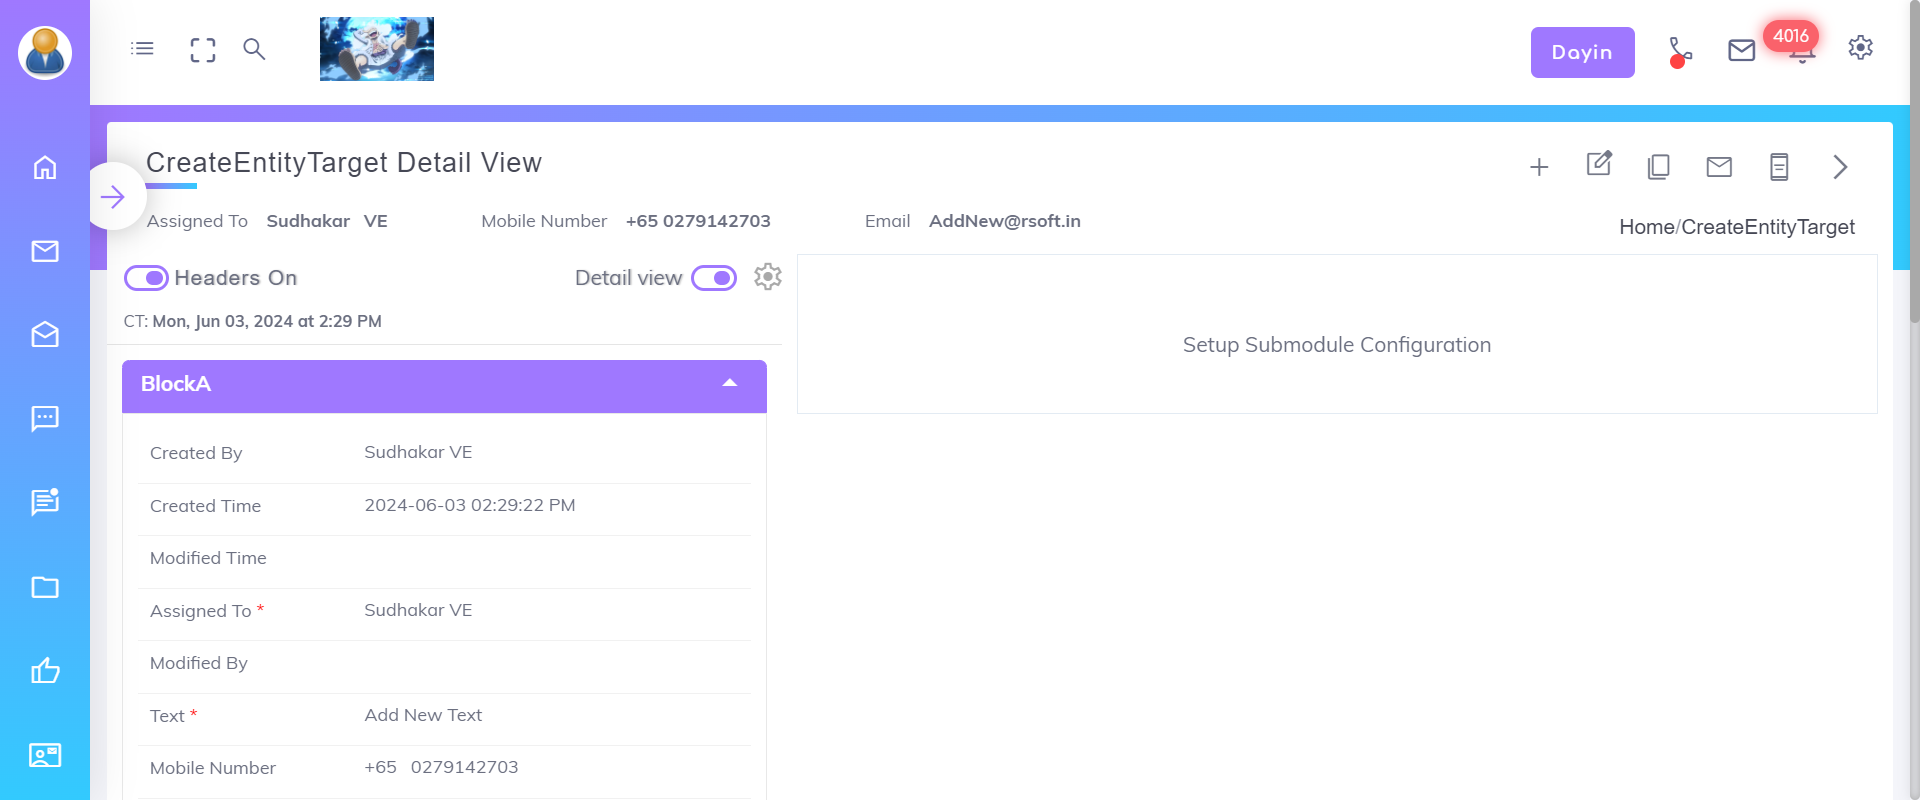 Dayin
4016
CreateEntityTarget Detail View
Assigned To Sudhakar VE Mobile Number +65 0279142703 Email AddNew@rsoft.in
Home/CreateEntityTarget
Headers On Detail view
CT: Mon, Jun 03, 2024 at 2:29 PM
Setup Submodule Configuration
BlockA
Created By Sudhakar VE
Created Time 2024-06-03 02:29:22 PM
Modified Time
Assigned To * Sudhakar VE
Modified By
Text * Add New Text
Mobile Number +65 0279142703